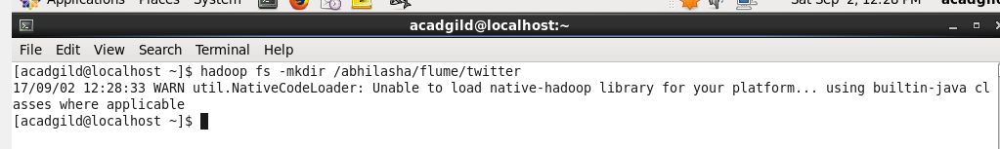 Applications Places System Sat Sep 2, 12:28 PM
acadgild@localhost:~
File Edit View Search Terminal Help
[acadgild@localhost ~]$ hadoop fs -mkdir /abhilasha/flume/twitter
17/09/02 12:28:33 WARN util.NativeCodeLoader: Unable to load native-hadoop library for your platform... using builtin-java cl
asses where applicable
[acadgild@localhost ~]$